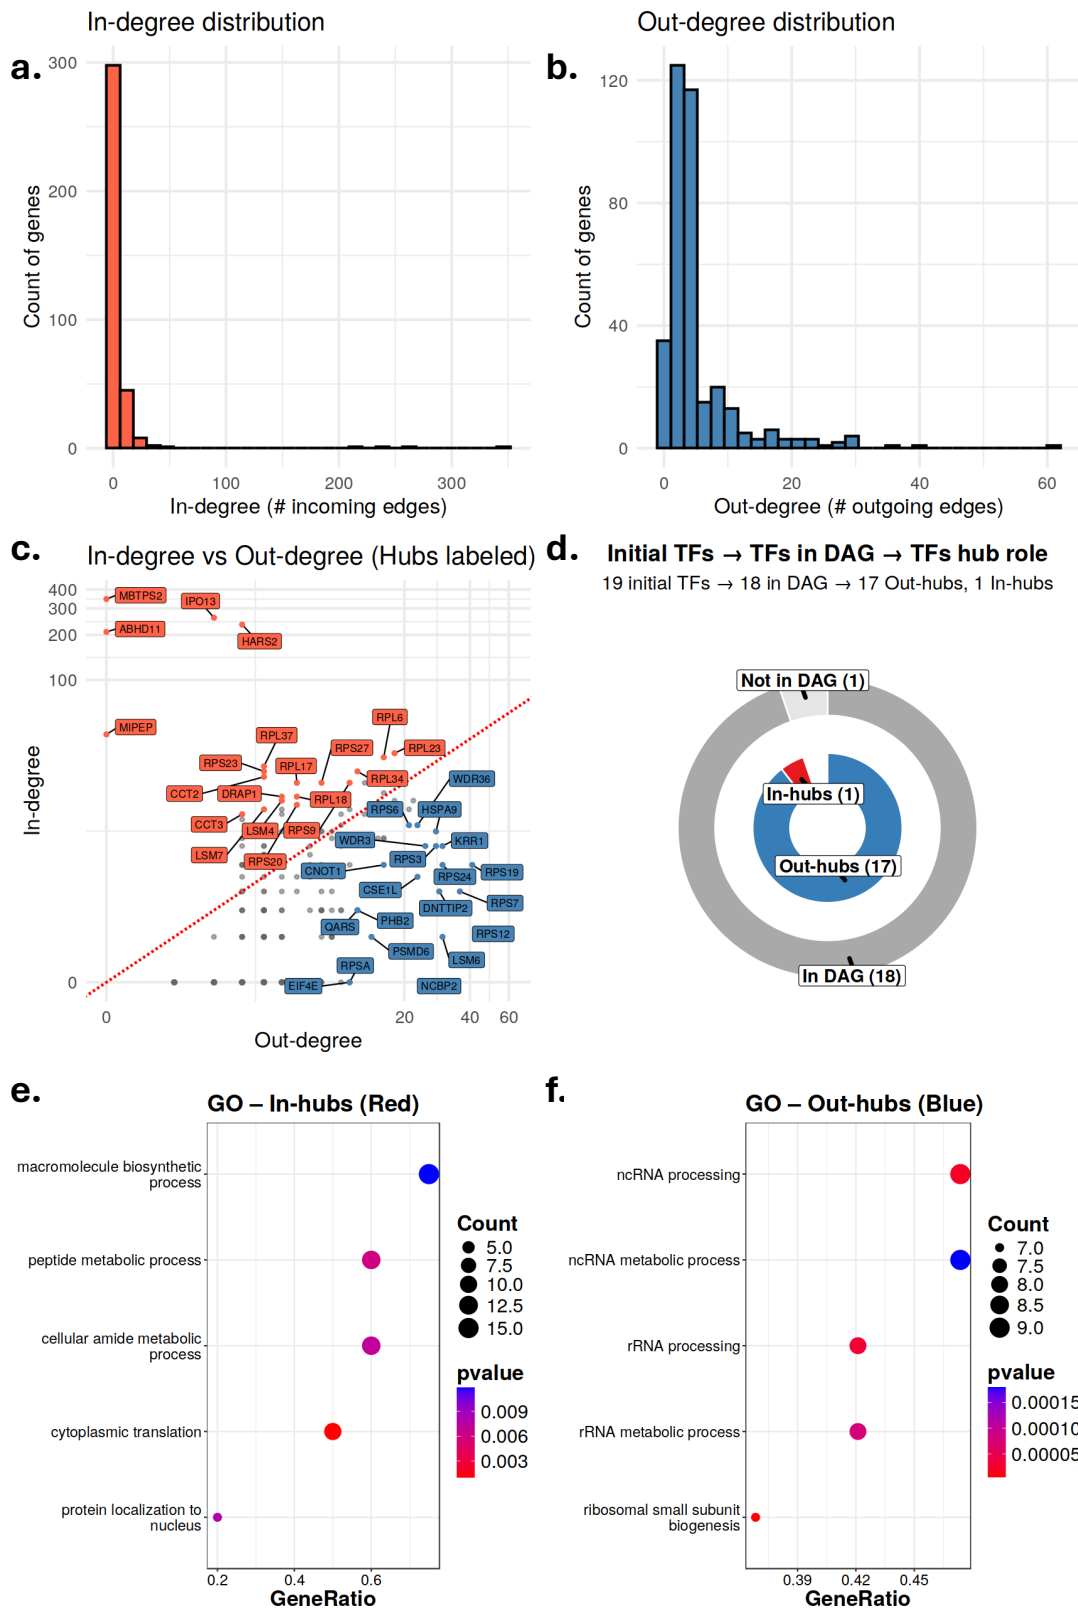 In-degree distribution
a.
300
200
100
0
Count of genes
0
100
200
300
In-degree (# incoming edges)
Out-degree distribution
b.
120
80
40
0
Count of genes
0
20
40
60
Out-degree (# outgoing edges)
c.
In-degree vs Out-degree (Hubs labeled)
400
300
200
100
0
In-degree
MBTPS2
IPO13
ABHD11
HARS2
MIPEP
RPL6
RPL37
RPS27
RPL23
RPS23
RPL17
RPL34
WDR36
CCT2
DRAP1
RPL18
RPS6
HSPA9
CCT3
LSM4
RPS9
WDR3
KRR1
LSM7
RPS20
RPS3
CNOT1
RPS24
RPS19
CSE1L
DNTTIP2
RPS7
QARS
PHB2
RPS12
PSMD6
LSM6
RPSA
EIF4E
NCBP2
0
20
40
60
Out-degree
d.
Initial TFs → TFs in DAG → TFs hub role
19 initial TFs → 18 in DAG → 17 Out-hubs, 1 In-hubs
Not in DAG (1)
In-hubs (1)
Out-hubs (17)
In DAG (18)
e.
GO – In-hubs (Red)
macromolecule biosynthetic
process
peptide metabolic process
cellular amide metabolic
process
cytoplasmic translation
protein localization to
nucleus
0.2
0.4
0.6
GeneRatio
Count
5.0
7.5
10.0
12.5
15.0
pvalue
0.009
0.006
0.003
f.
GO – Out-hubs (Blue)
ncRNA processing
ncRNA metabolic process
rRNA processing
rRNA metabolic process
ribosomal small subunit
biogenesis
0.39
0.42
0.45
GeneRatio
Count
7.0
7.5
8.0
8.5
9.0
pvalue
0.00015
0.00010
0.00005